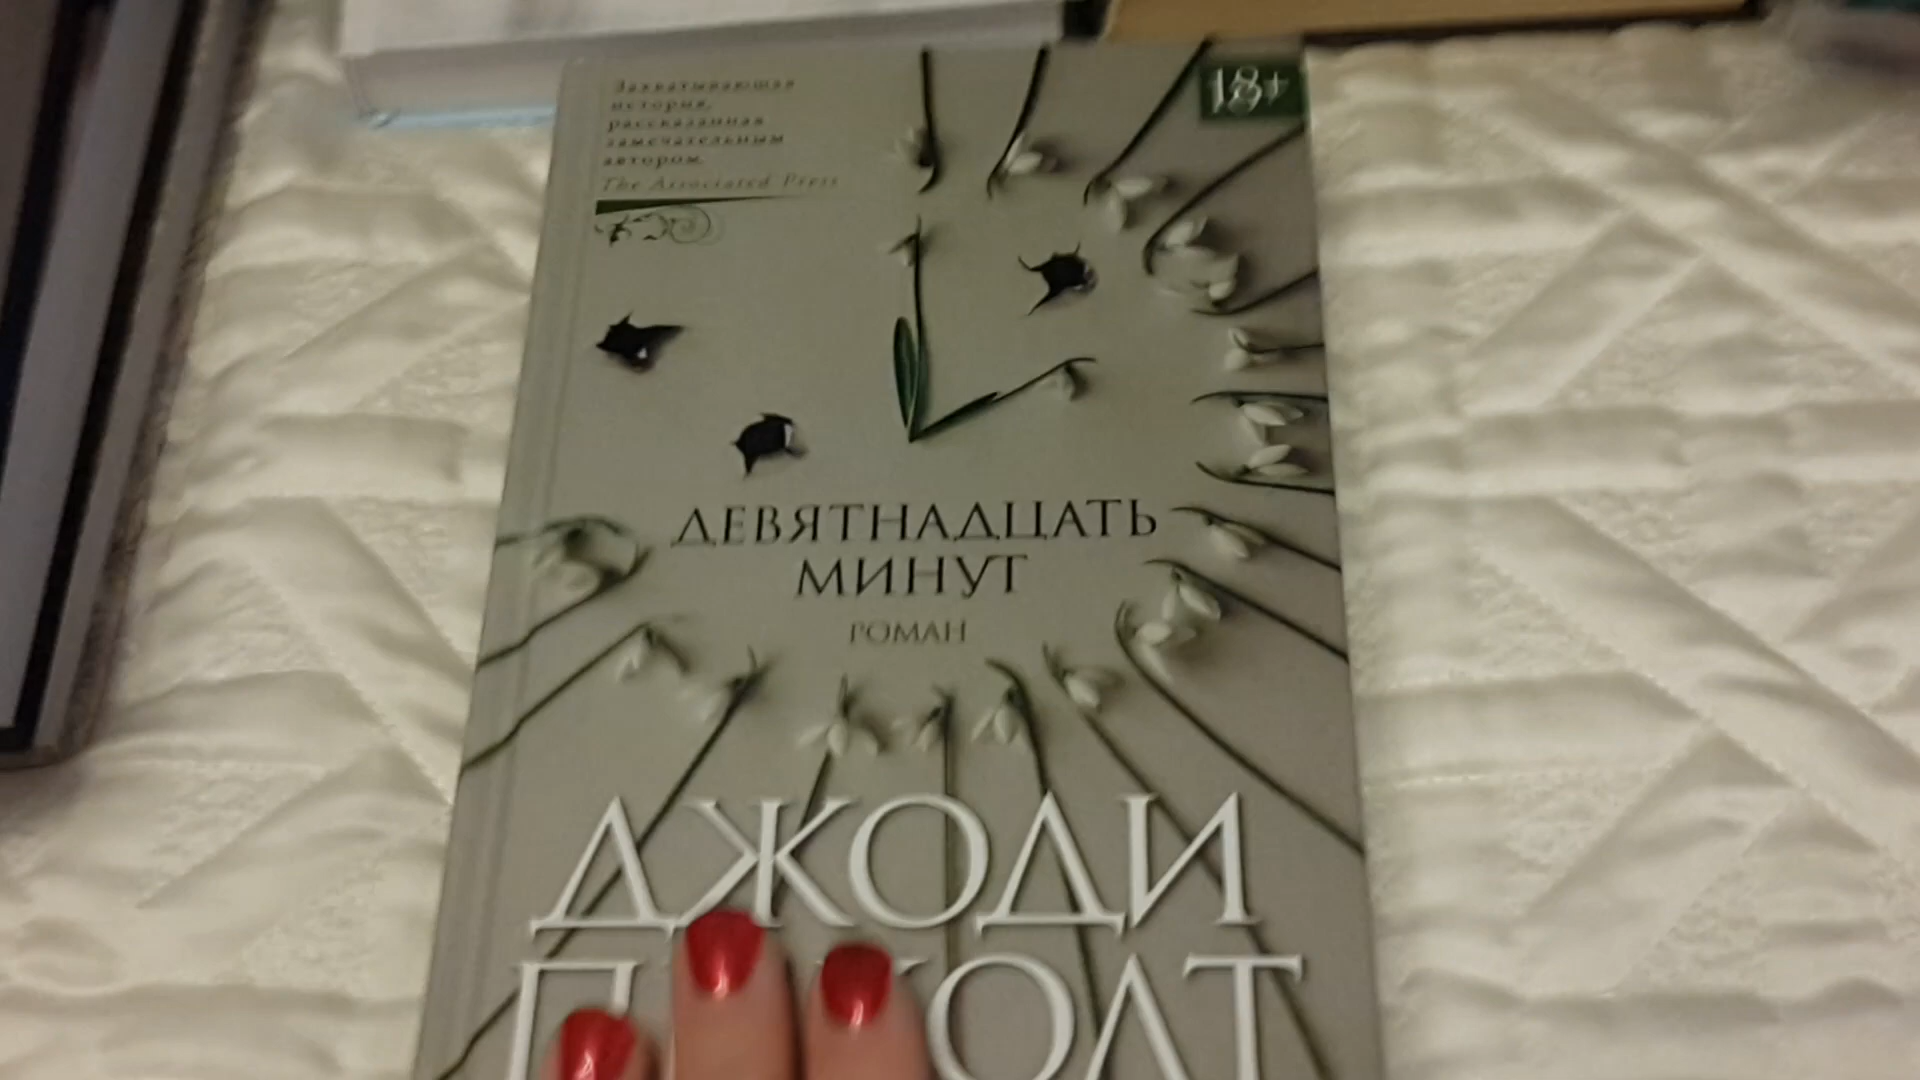 Захватывающая
история,
рассказанная
замечательным
автором.
The Associated Press
18+
ДЕВЯТНАДЦАТЬ
МИНУТ
РОМАН
ДЖОДИ